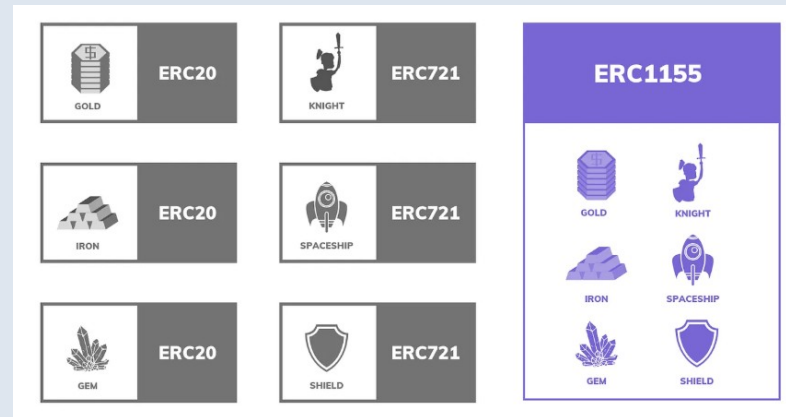 ERC20
GOLD
ERC721
KNIGHT
ERC20
IRON
ERC721
SPACESHIP
ERC20
GEM
ERC721
SHIELD
ERC1155
$
GOLD
KNIGHT
IRON
SPACESHIP
GEM
SHIELD